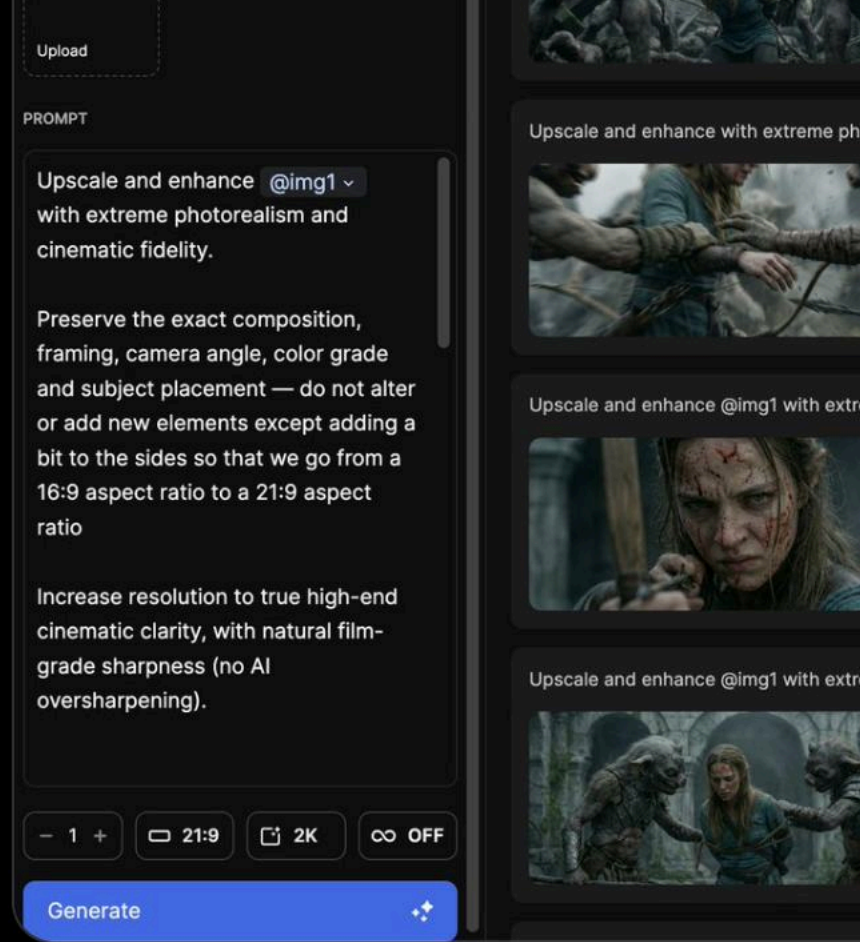 Upload
PROMPT
Upscale and enhance @img1
with extreme photorealism and
cinematic fidelity.
Preserve the exact composition,
framing, camera angle, color grade
and subject placement — do not alter
or add new elements except adding a
bit to the sides so that we go from a
16:9 aspect ratio to a 21:9 aspect
ratio
Increase resolution to true high-end
cinematic clarity, with natural film-
grade sharpness (no AI
oversharpening).
− 1 + 21:9 2K OFF
Generate
Upscale and enhance with extreme ph
Upscale and enhance @img1 with extre
Upscale and enhance @img1 with extre